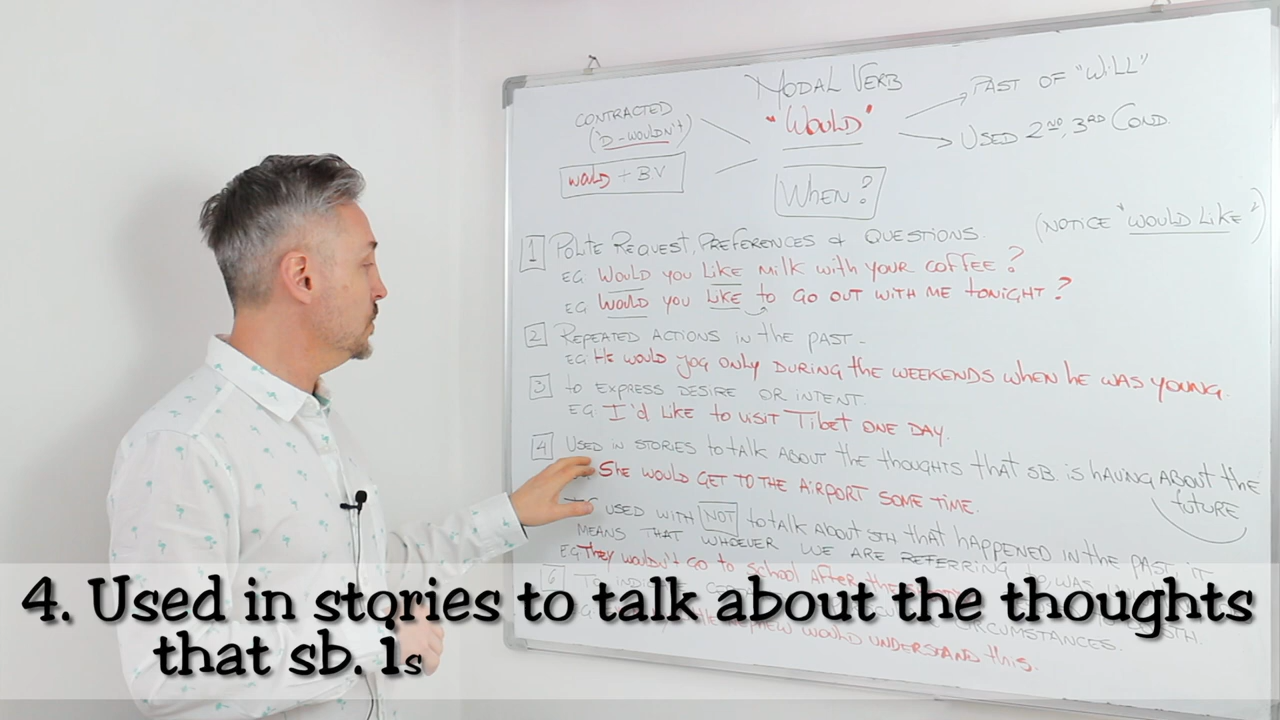 MODAL VERB
"WOULD"
CONTRACTED
('D - WOULDN'T)
WOULD + BV
PAST OF "WILL"
USED 2ND, 3RD COND.
WHEN?
(NOTICE "WOULD LIKE")
1 POLITE REQUEST, PREFERENCES & QUESTIONS.
EG. WOULD YOU LIKE MILK WITH YOUR COFFEE?
EG WOULD YOU LIKE TO GO OUT WITH ME TONIGHT?
2 REPEATED ACTIONS IN THE PAST -
EG HE WOULD JOG ONLY DURING THE WEEKENDS WHEN HE WAS YOUNG.
3 TO EXPRESS DESIRE OR INTENT.
EG. I'D LIKE TO VISIT TIBET ONE DAY.
4 USED IN STORIES TO TALK ABOUT THE THOUGHTS THAT SB. IS HAVING ABOUT THE FUTURE
SHE WOULD GET TO THE AIRPORT SOME TIME.
USED WITH NOT TO TALK ABOUT STH THAT HAPPENED IN THE PAST. IT
MEANS THAT WHOEVER WE ARE REFERRING TO WAS
EG They wouldn't GO TO SCHOOL AFTER
6 TO CIRCUMSTANCES.
NEPHEW WOULD UNDERSTAND this.
4. Used in stories to talk about the thoughts
that sb. is